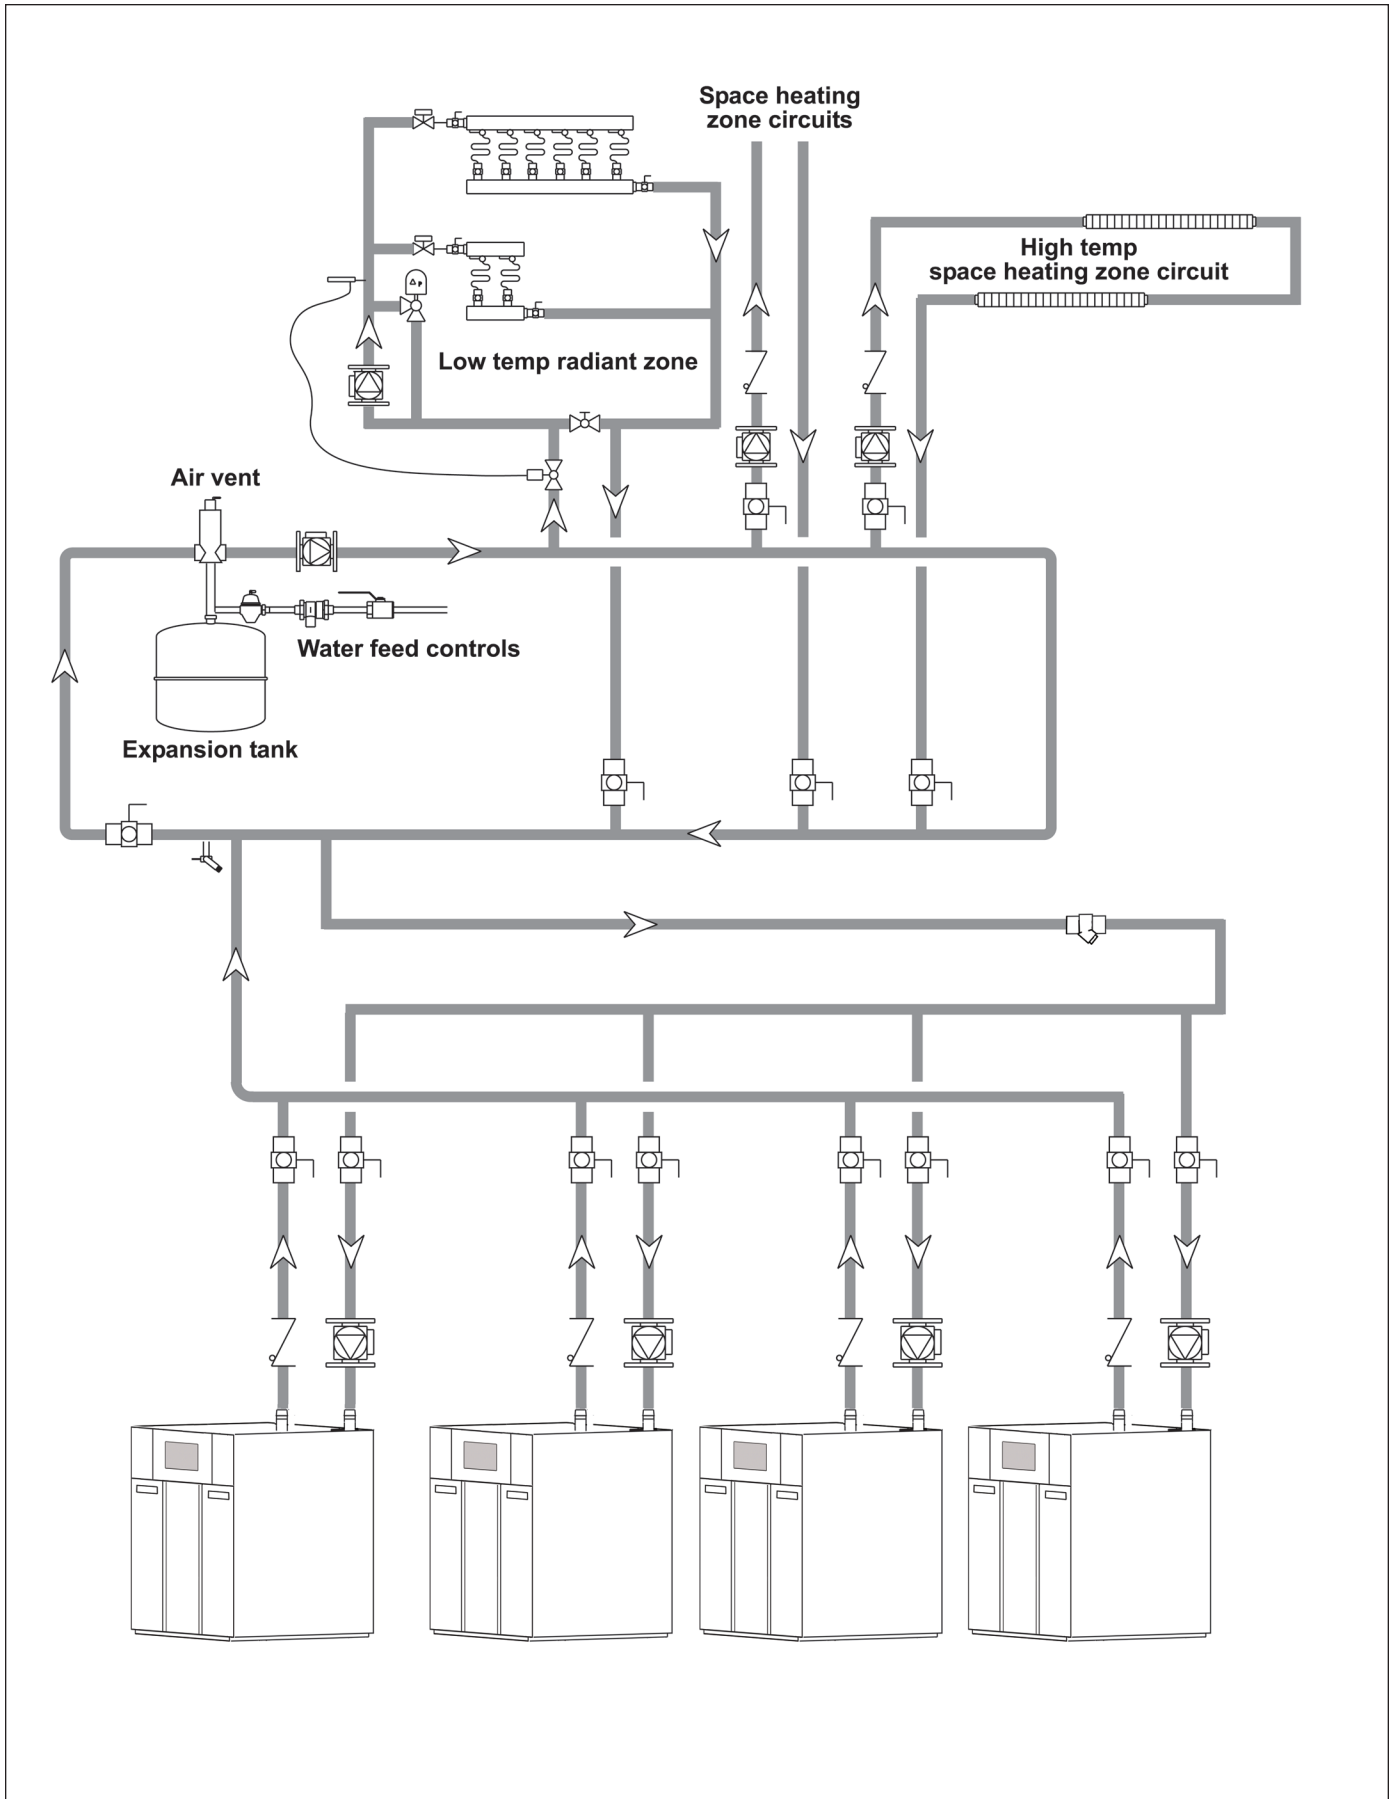 Space heating
zone circuits
High temp
space heating zone circuit
Δ P
Low temp radiant zone
Air vent
Water feed controls
Expansion tank